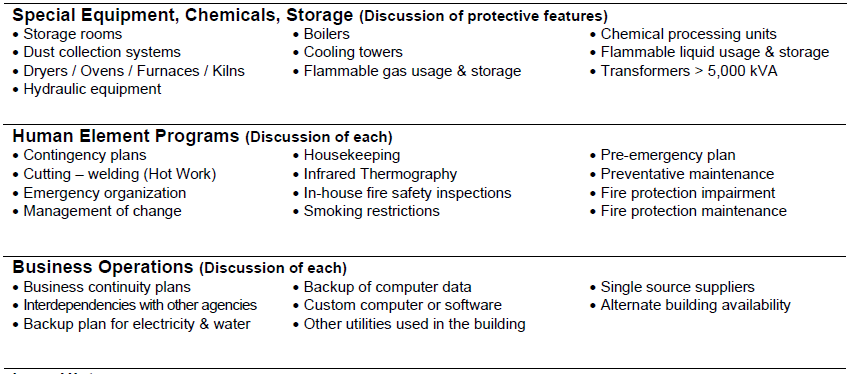 Special Equipment, Chemicals, Storage (Discussion of protective features)
• Storage rooms • Boilers • Chemical processing units
• Dust collection systems • Cooling towers • Flammable liquid usage & storage
• Dryers / Ovens / Furnaces / Kilns • Flammable gas usage & storage • Transformers > 5,000 kVA
• Hydraulic equipment
Human Element Programs (Discussion of each)
• Contingency plans • Housekeeping • Pre-emergency plan
• Cutting – welding (Hot Work) • Infrared Thermography • Preventative maintenance
• Emergency organization • In-house fire safety inspections • Fire protection impairment
• Management of change • Smoking restrictions • Fire protection maintenance
Business Operations (Discussion of each)
• Business continuity plans • Backup of computer data • Single source suppliers
• Interdependencies with other agencies • Custom computer or software • Alternate building availability
• Backup plan for electricity & water • Other utilities used in the building